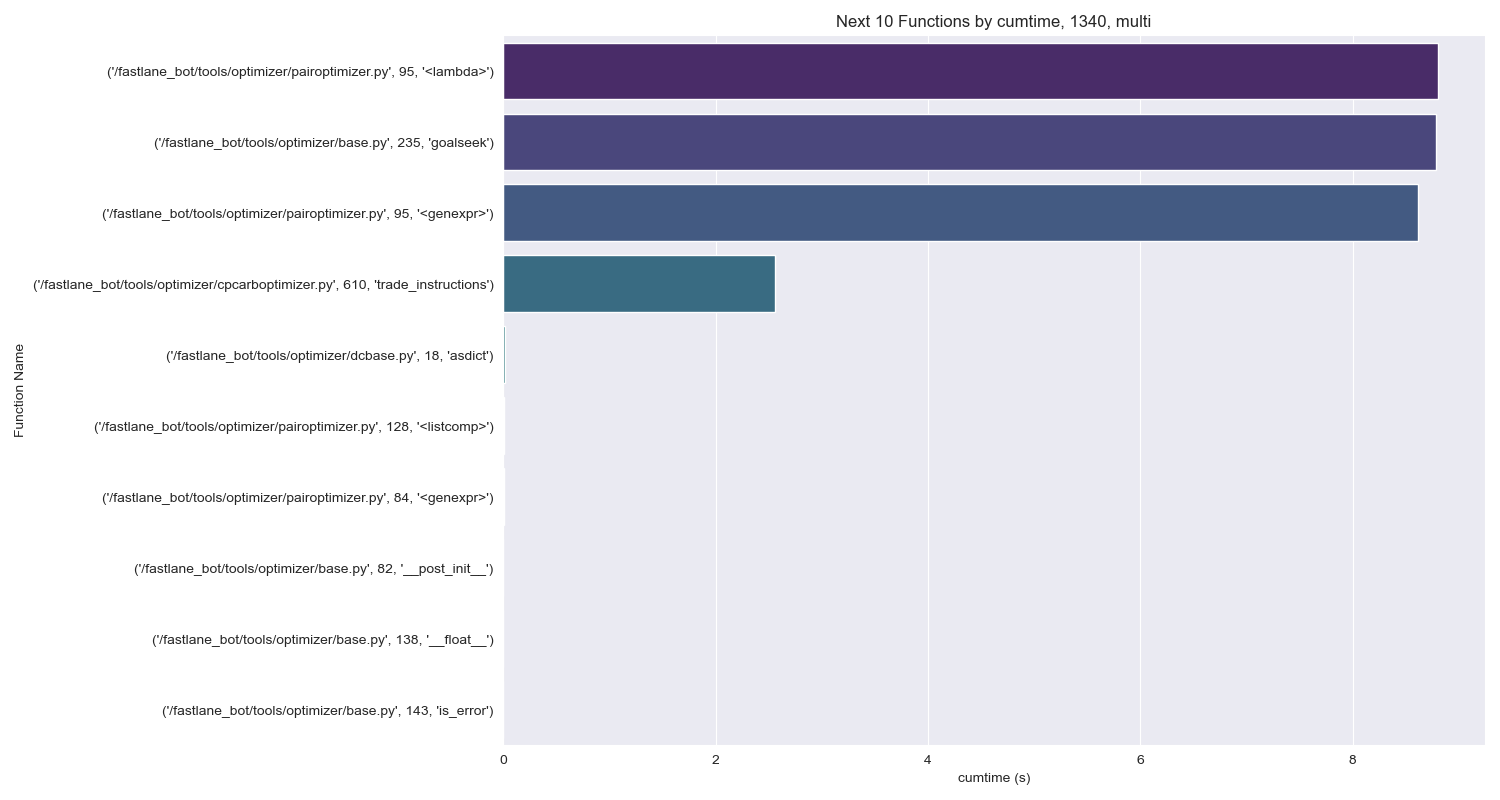 Next 10 Functions by cumtime, 1340, multi
('/fastlane_bot/tools/optimizer/pairoptimizer.py', 95, '<lambda>')
('/fastlane_bot/tools/optimizer/base.py', 235, 'goalseek')
('/fastlane_bot/tools/optimizer/pairoptimizer.py', 95, '<genexpr>')
('/fastlane_bot/tools/optimizer/cpcarboptimizer.py', 610, 'trade_instructions')
('/fastlane_bot/tools/optimizer/dcbase.py', 18, 'asdict')
('/fastlane_bot/tools/optimizer/pairoptimizer.py', 128, '<listcomp>')
('/fastlane_bot/tools/optimizer/pairoptimizer.py', 84, '<genexpr>')
('/fastlane_bot/tools/optimizer/base.py', 82, '__post_init__')
('/fastlane_bot/tools/optimizer/base.py', 138, '__float__')
('/fastlane_bot/tools/optimizer/base.py', 143, 'is_error')
Function Name
0 2 4 6 8
cumtime (s)